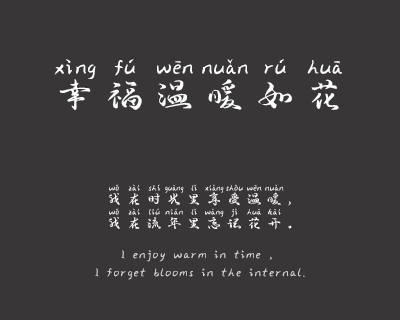 xìng fú wēn nuǎn rú huā
幸福温暖如花
wǒ zài shí guāng lǐ xiǎng shòu wēn nuǎn
我在时光里享受温暖，
wǒ zài liú nián lǐ wàng jì huā kāi
我在流年里忘记花开。
I enjoy warm in time ,
I forget blooms in the internal.